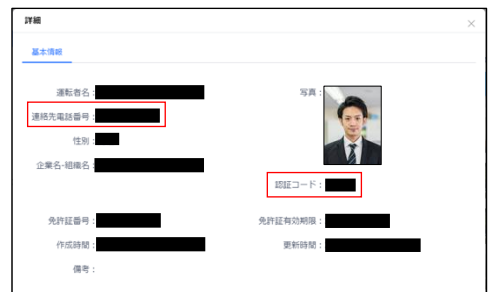 詳細
基本情報
運転者名：
写真：
連絡先電話番号：
性別：
企業名-組織名：
認証コード：
免許証番号：
免許証有効期限：
作成時間：
更新時間：
備考：